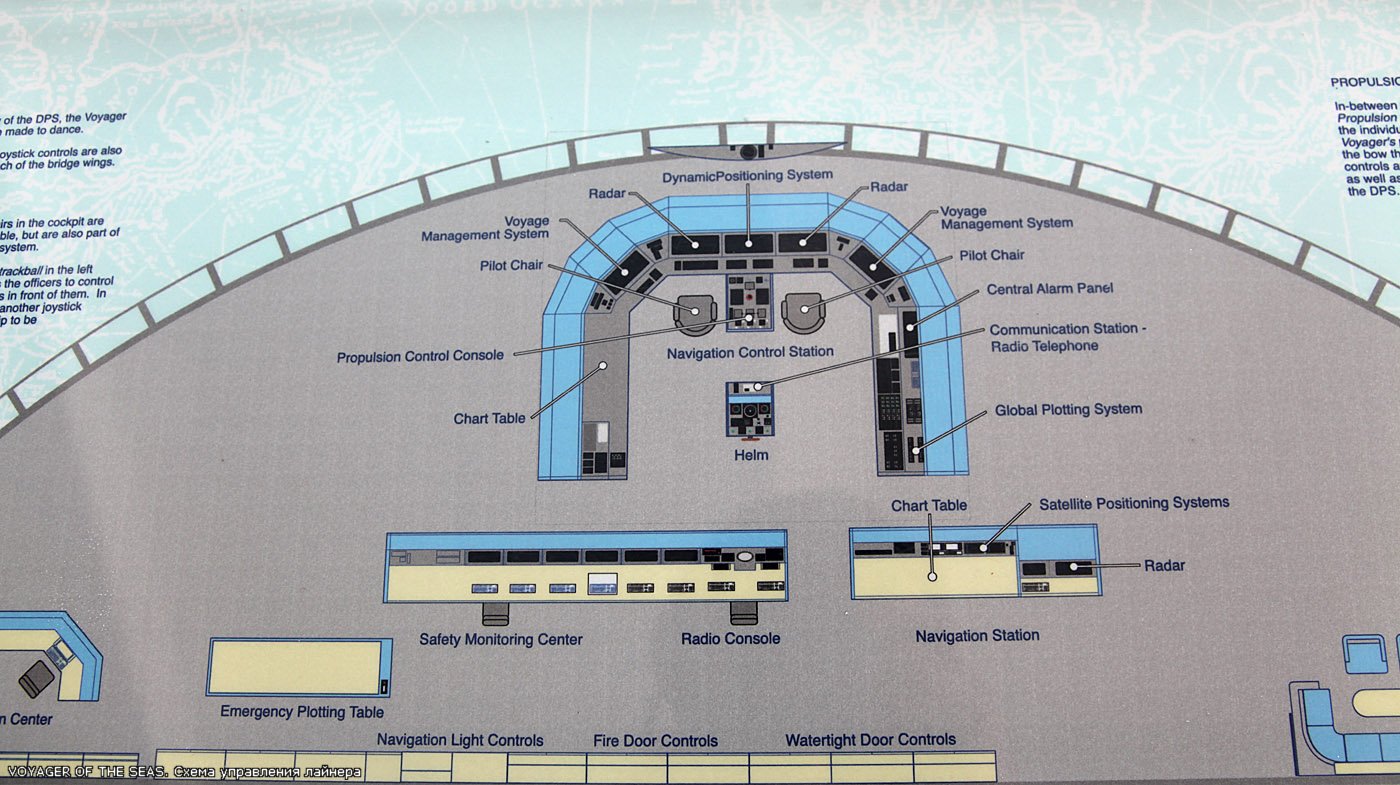 NOORD OCEAN
of the DPS, the Voyager
made to dance.
oystick controls are also
ch of the bridge wings.
irs in the cockpit are
ble, but are also part of
system.
trackball in the left
the officers to control
s in front of them. In
another joystick
p to be
PROPULSIO
In-between
Propulsion
the individu
Voyager's
the bow th
controls a
as well as
the DPS.
DynamicPositioning System
Radar
Radar
Voyage
Management System
Voyage
Management System
Pilot Chair
Pilot Chair
Central Alarm Panel
Communication Station -
Radio Telephone
Propulsion Control Console
Navigation Control Station
Chart Table
Global Plotting System
Helm
Chart Table
Satellite Positioning Systems
Radar
Safety Monitoring Center
Radio Console
Navigation Station
n Center
Emergency Plotting Table
Navigation Light Controls
Fire Door Controls
Watertight Door Controls
VOYAGER OF THE SEAS. Схема управления лайнера